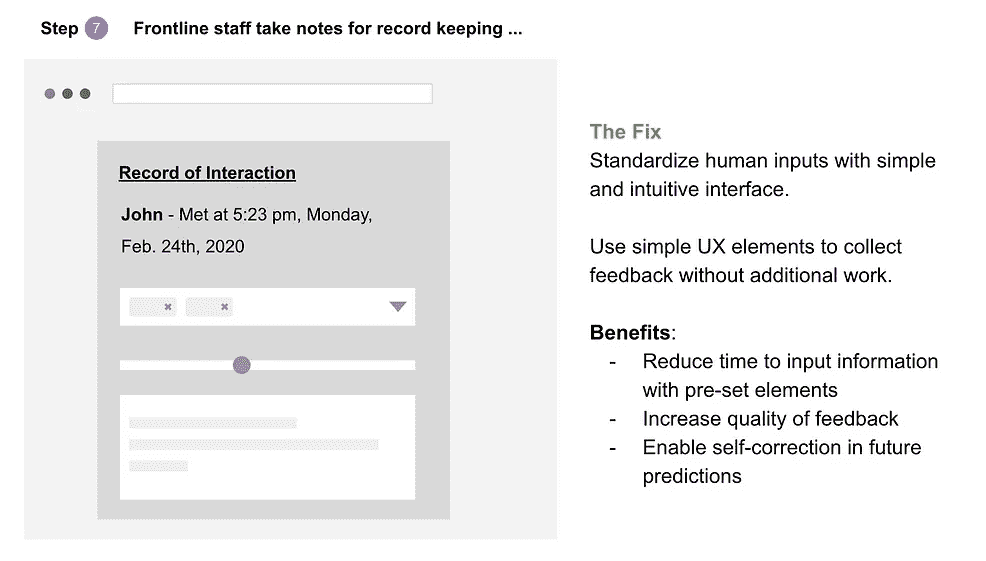 Step 7 Frontline staff take notes for record keeping ...
Record of Interaction
John - Met at 5:23 pm, Monday,
Feb. 24th, 2020
The Fix
Standardize human inputs with simple
and intuitive interface.
Use simple UX elements to collect
feedback without additional work.
Benefits:
- Reduce time to input information
with pre-set elements
- Increase quality of feedback
- Enable self-correction in future
predictions